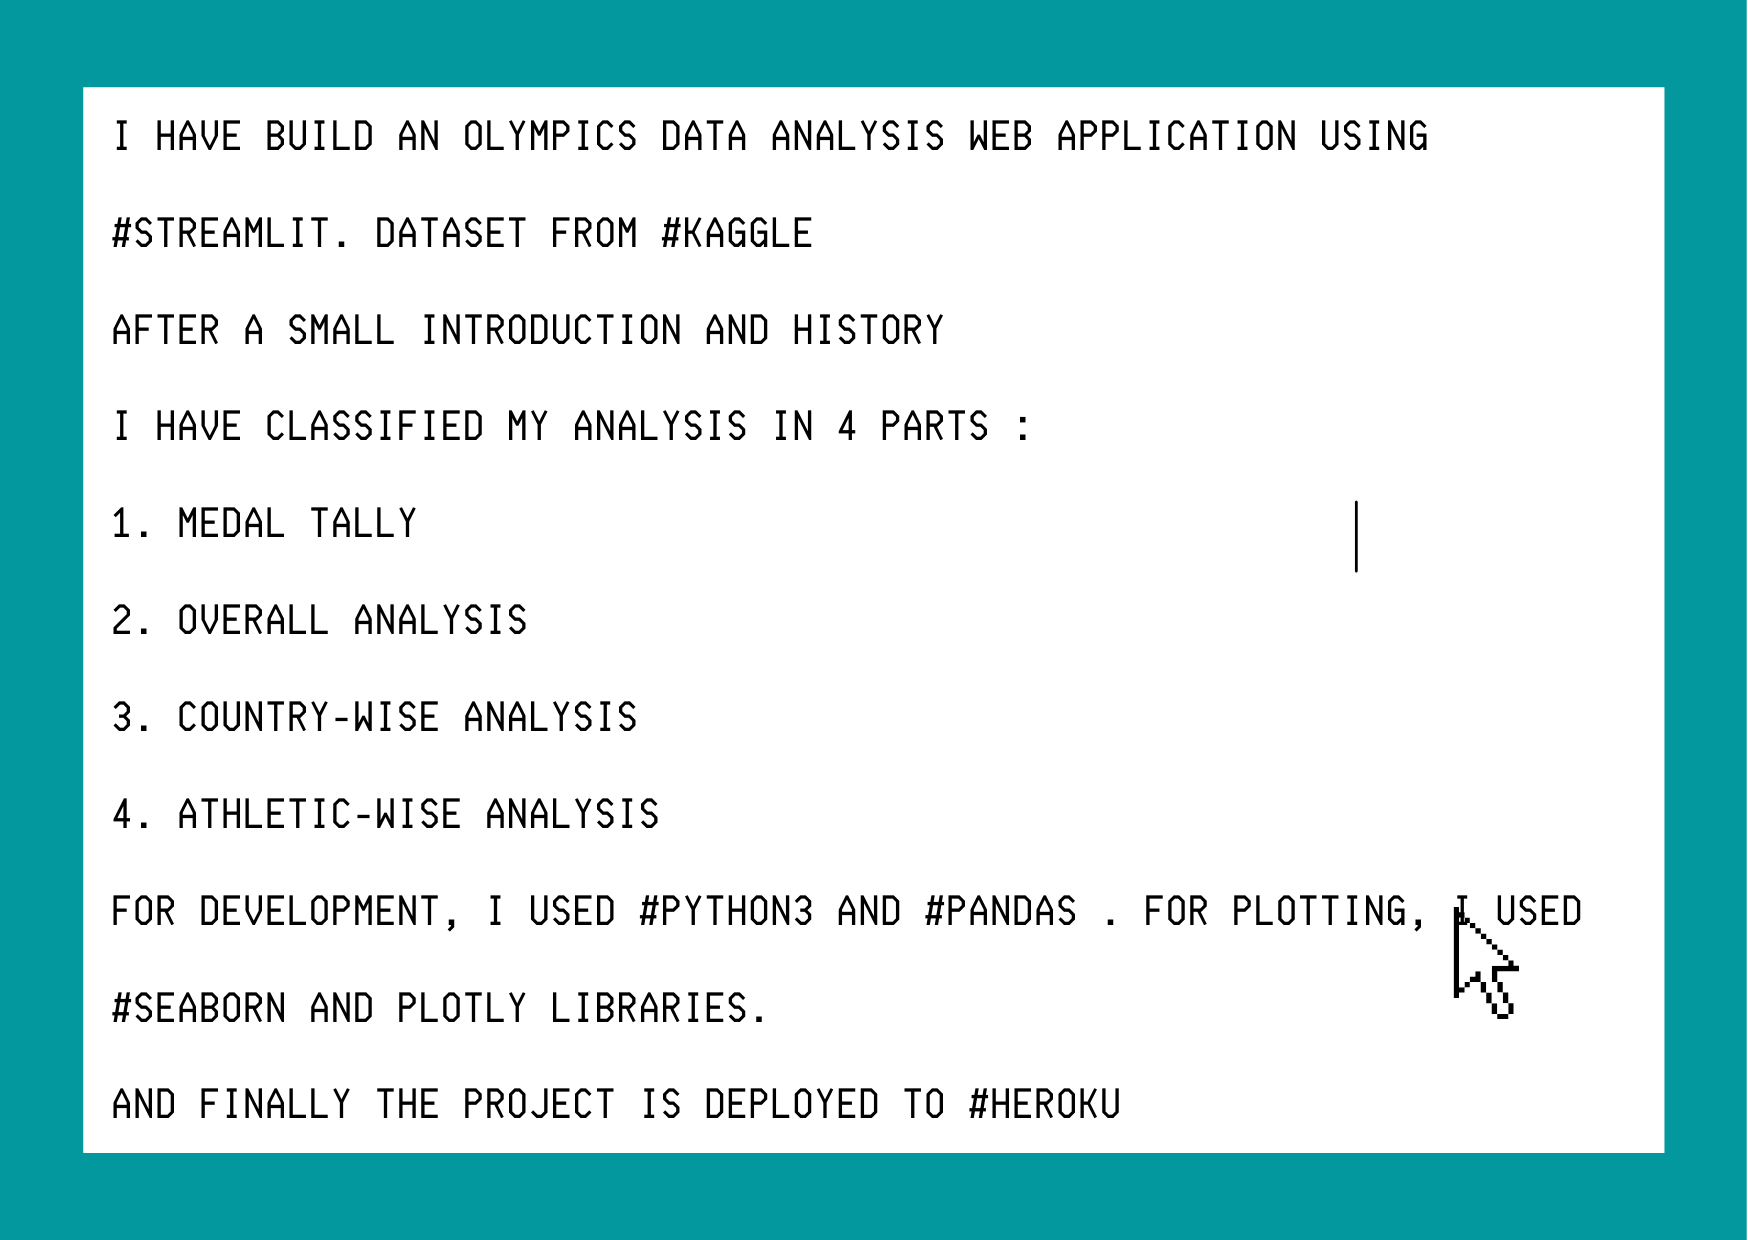 I HAVE BUILD AN OLYMPICS DATA ANALYSIS WEB APPLICATION USING
#STREAMLIT. DATASET FROM #KAGGLE
AFTER A SMALL INTRODUCTION AND HISTORY
I HAVE CLASSIFIED MY ANALYSIS IN 4 PARTS :
1. MEDAL TALLY
2. OVERALL ANALYSIS
3. COUNTRY-WISE ANALYSIS
4. ATHLETIC-WISE ANALYSIS
FOR DEVELOPMENT, I USED #PYTHON3 AND #PANDAS . FOR PLOTTING, I USED
#SEABORN AND PLOTLY LIBRARIES.
AND FINALLY THE PROJECT IS DEPLOYED TO #HEROKU